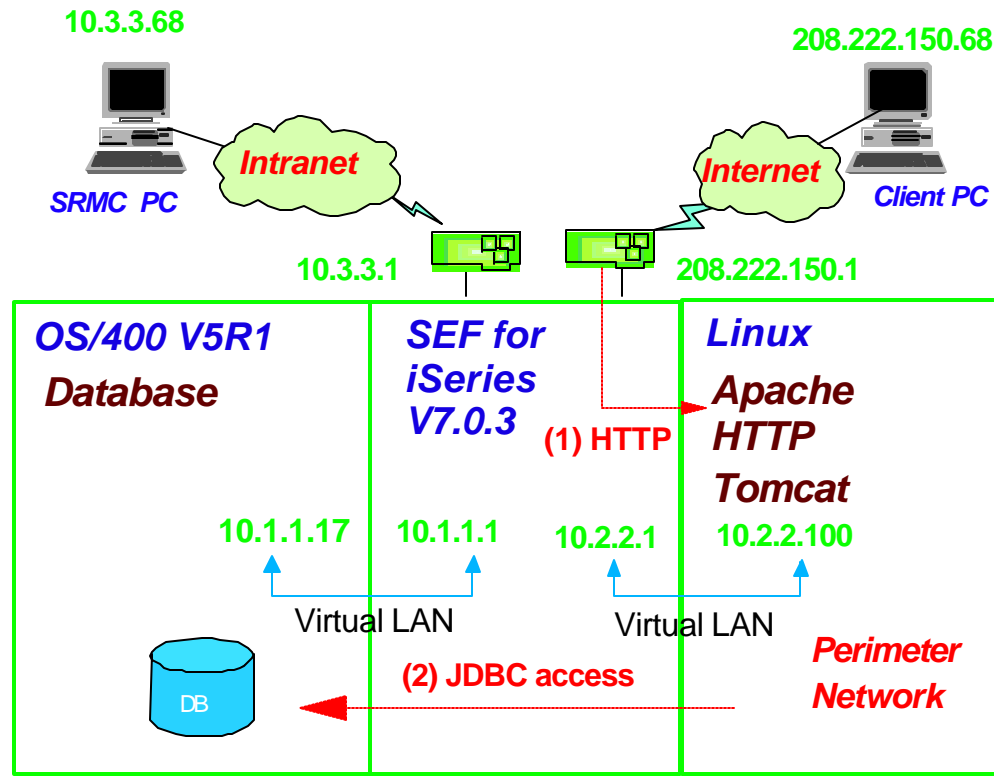 10.3.3.68
208.222.150.68
Intranet
Internet
SRMC PC
Client PC
10.3.3.1
208.222.150.1
OS/400 V5R1
Database
SEF for
iSeries
V7.0.3
Linux
Apache
HTTP
Tomcat
(1) HTTP
10.1.1.17
10.1.1.1
10.2.2.1
10.2.2.100
Virtual LAN
Virtual LAN
(2) JDBC access
DB
Perimeter
Network